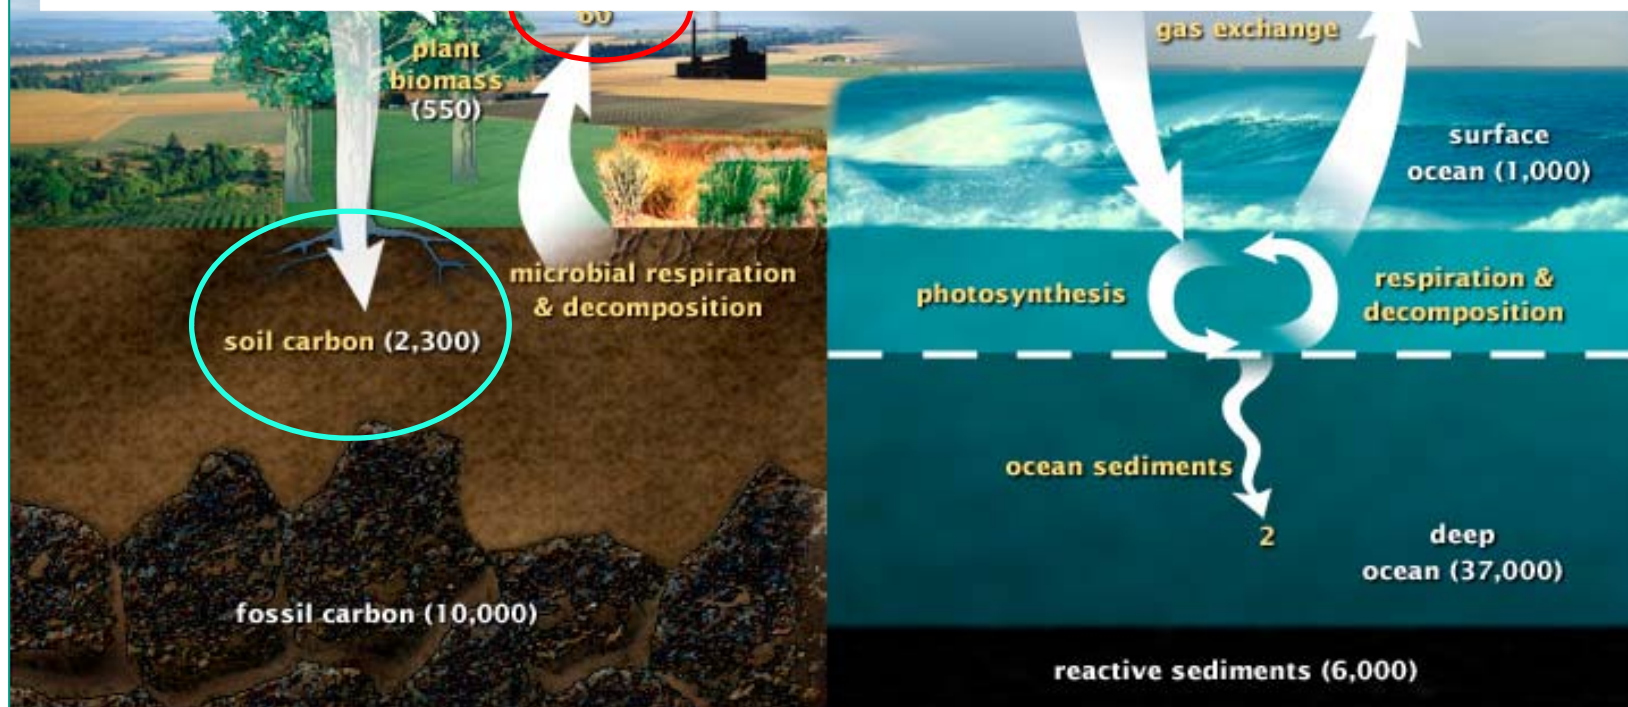 60
plant
biomass
(550)
microbial respiration
& decomposition
soil carbon (2,300)
fossil carbon (10,000)
gas exchange
surface
ocean (1,000)
photosynthesis
respiration &
decomposition
ocean sediments
2
deep
ocean (37,000)
reactive sediments (6,000)